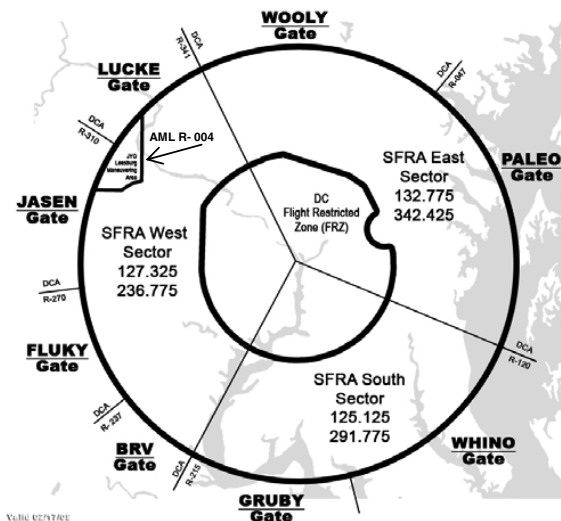 WOOLY
Gate
DCA
R-341
DCA
R-047
LUCKE
Gate
DCA
R-310
AML R- 004
JYO
Leesburg
Maneuvering
Area
SFRA East
Sector
132.775
342.425
PALEO
Gate
DC
Flight Restricted
Zone (FRZ)
JASEN
Gate
SFRA West
Sector
127.325
236.775
DCA
R-270
FLUKY
Gate
DCA
R-120
SFRA South
Sector
125.125
291.775
DCA
R- 237
BRV
Gate
DCA
R-215
WHINO
Gate
GRUBY
Gate
Valid